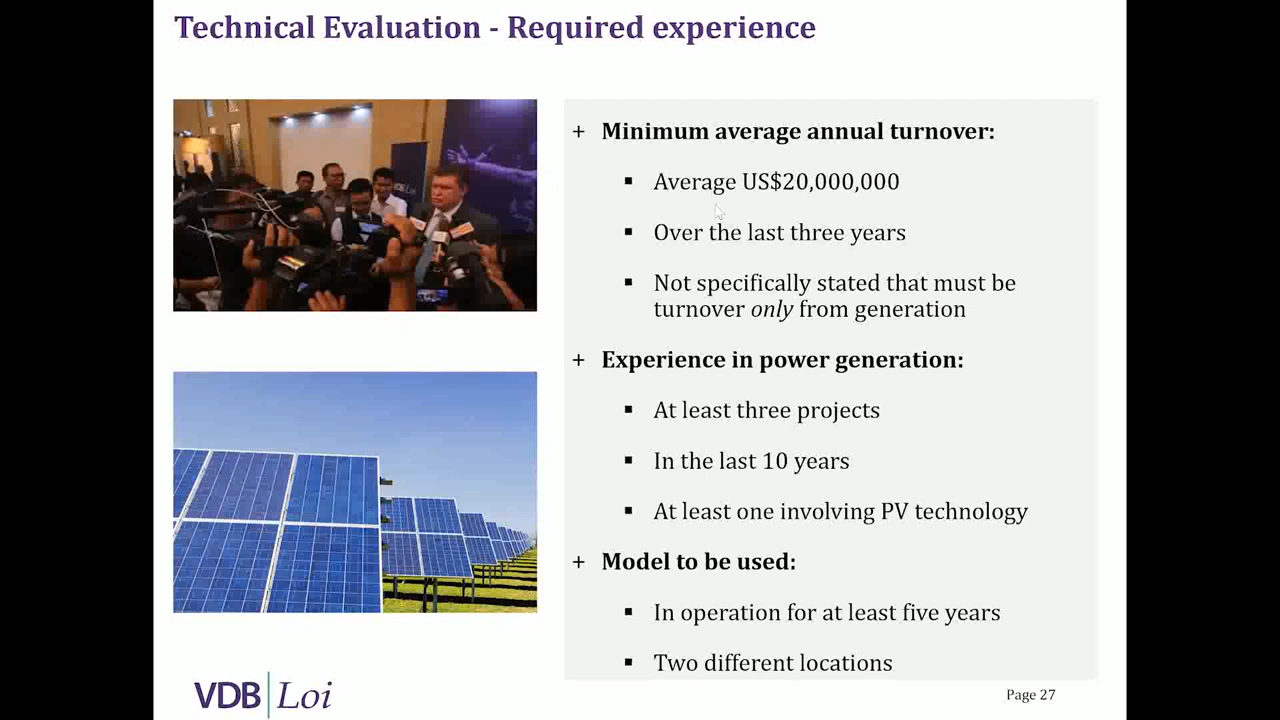 Technical Evaluation - Required experience
+ Minimum average annual turnover:
▪ Average US$20,000,000
▪ Over the last three years
▪ Not specifically stated that must be
turnover only from generation
+ Experience in power generation:
▪ At least three projects
▪ In the last 10 years
▪ At least one involving PV technology
+ Model to be used:
▪ In operation for at least five years
▪ Two different locations
VDB
VDB Loi
Page 27